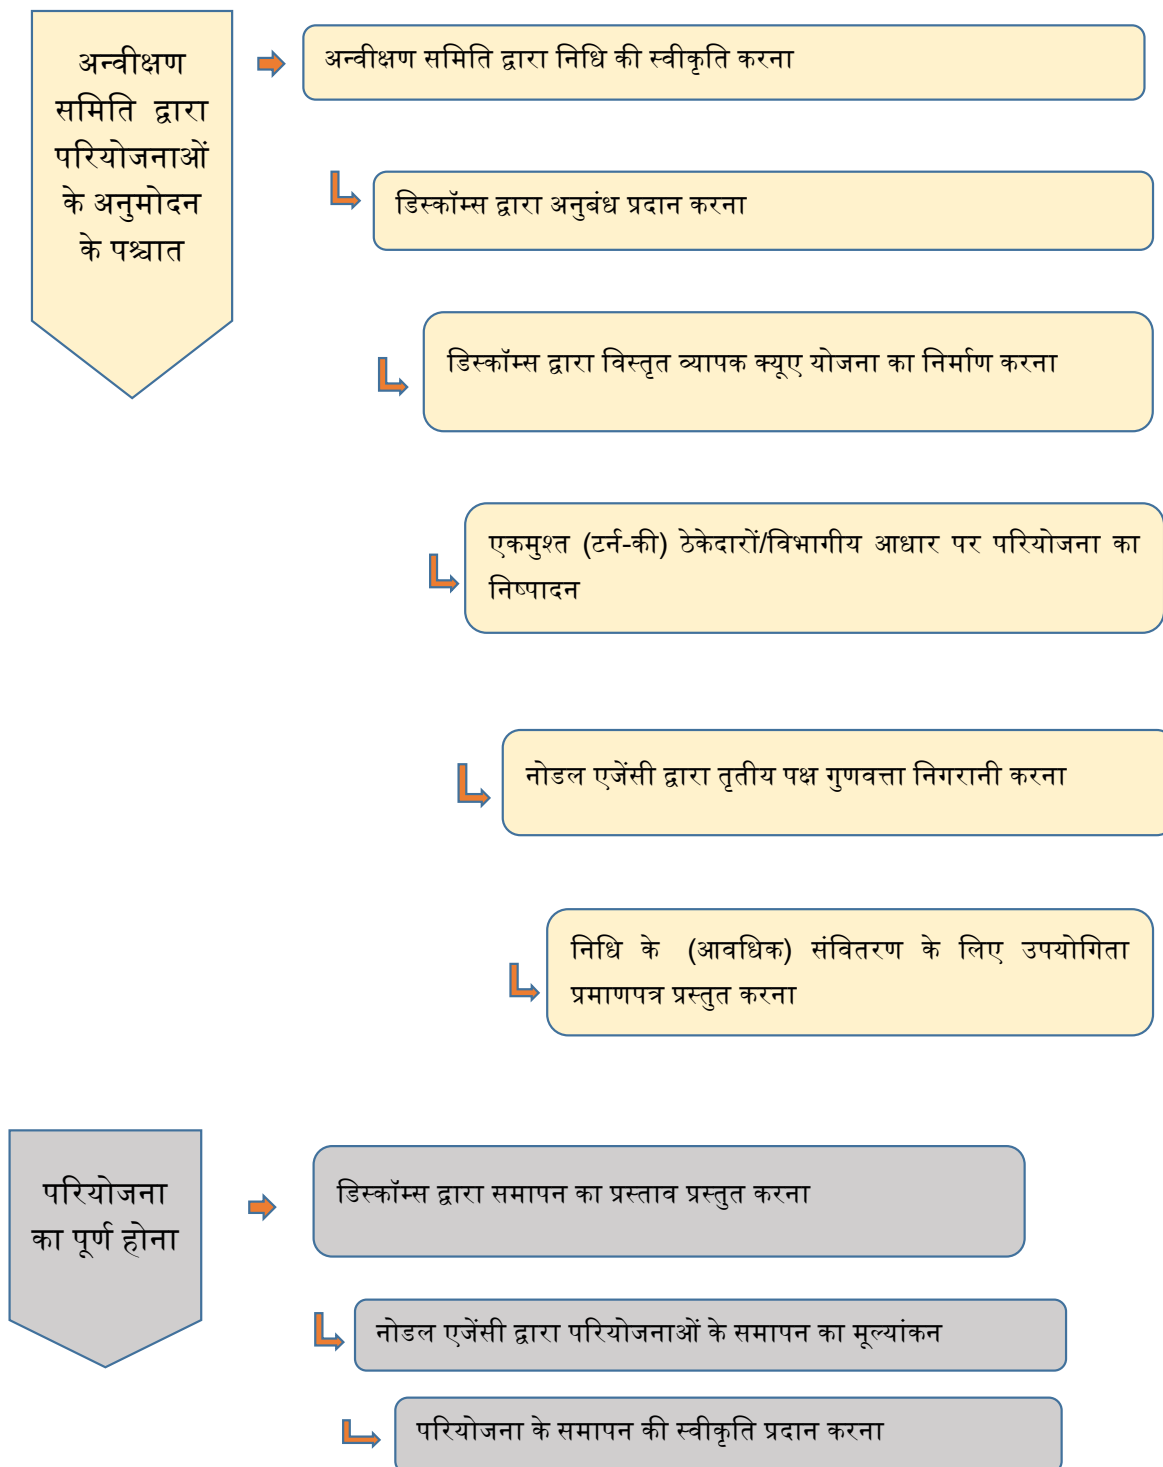 अन्वीक्षण
समिति द्वारा
परियोजनाओं
के अनुमोदन
के पश्चात
अन्वीक्षण समिति द्वारा निधि की स्वीकृति करना
डिस्कॉम्स द्वारा अनुबंध प्रदान करना
डिस्कॉम्स द्वारा विस्तृत व्यापक क्यूए योजना का निर्माण करना
एकमुश्त (टर्न-की) ठेकेदारों/विभागीय आधार पर परियोजना का
निष्पादन
नोडल एजेंसी द्वारा तृतीय पक्ष गुणवत्ता निगरानी करना
निधि के (आवधिक) संवितरण के लिए उपयोगिता
प्रमाणपत्र प्रस्तुत करना
परियोजना
का पूर्ण होना
डिस्कॉम्स द्वारा समापन का प्रस्ताव प्रस्तुत करना
नोडल एजेंसी द्वारा परियोजनाओं के समापन का मूल्यांकन
परियोजना के समापन की स्वीकृति प्रदान करना